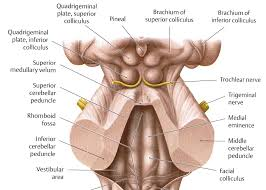 Quadrigeminal
plate, superior
colliculus
Pineal
Brachium of
superior colliculus
Brachium of
inferior colliculus
Quadrigeminal
plate, inferior
colliculus
Superior
medullary velum
Superior
cerebellar
peduncle
Rhomboid
fossa
Inferior
cerebellar
peduncle
Vestibular
area
Trochlear nerve
Trigeminal
nerve
Medial
eminence
Middle
cerebellar
peduncle
Facial
colliculus